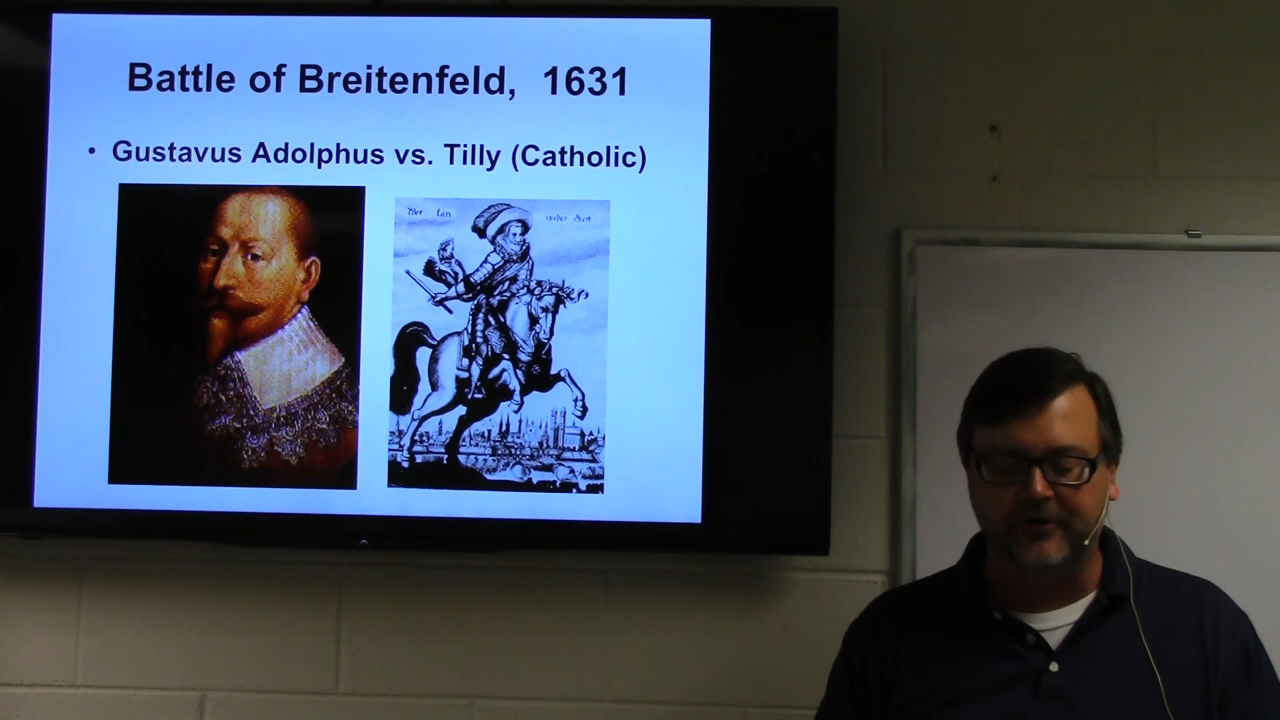 Battle of Breitenfeld, 1631
• Gustavus Adolphus vs. Tilly (Catholic)